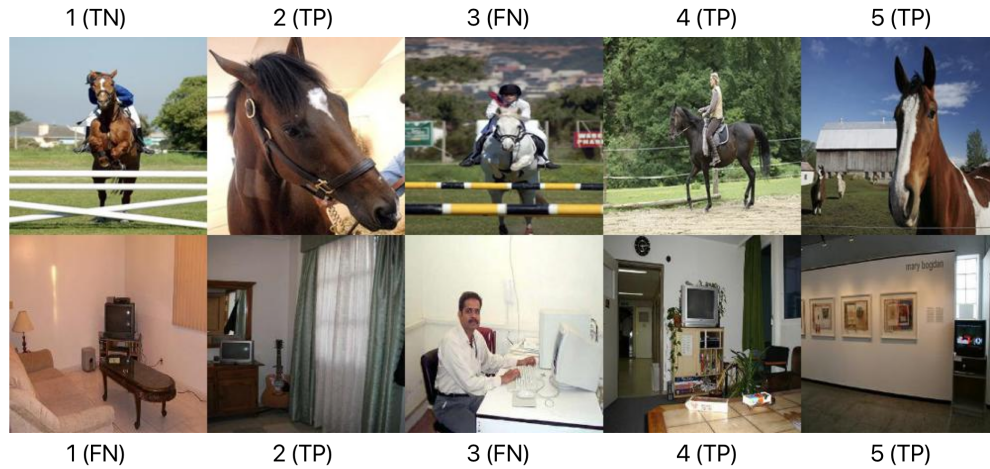 1 (TN) 2 (TP) 3 (FN) 4 (TP) 5 (TP)
mary bogdan
1 (FN) 2 (TP) 3 (FN) 4 (TP) 5 (TP)